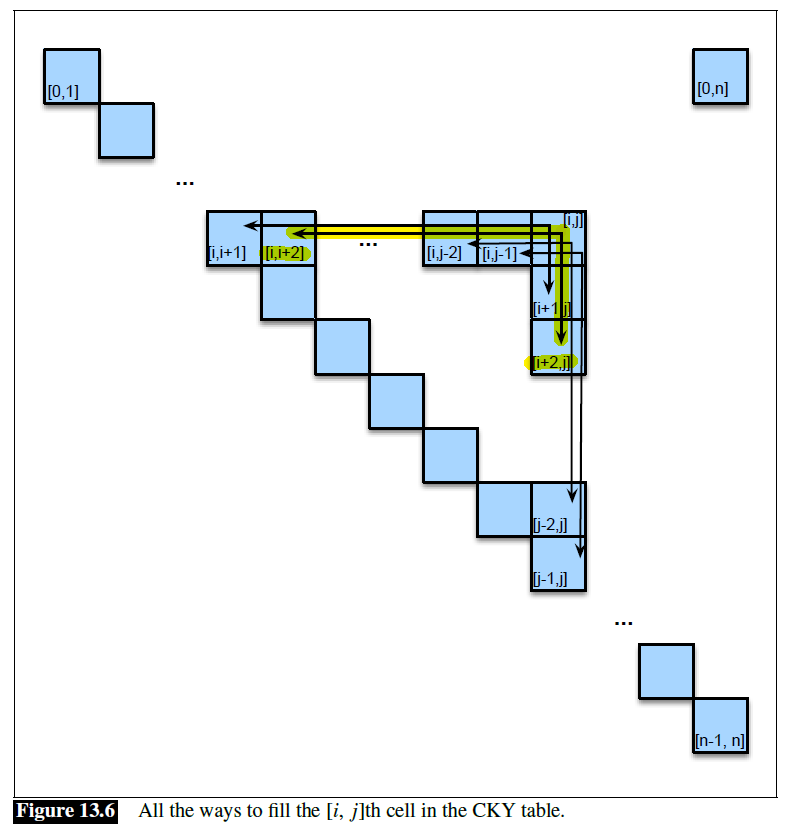 [0,1]
[0,n]
...
[i,j]
[i,i+1]
[i,i+2]
...
[i,j-2]
[i,j-1]
[i+1,j]
[i+2,j]
[j-2,j]
[j-1,j]
...
[n-1, n]
Figure 13.6 All the ways to fill the [i, j]th cell in the CKY table.